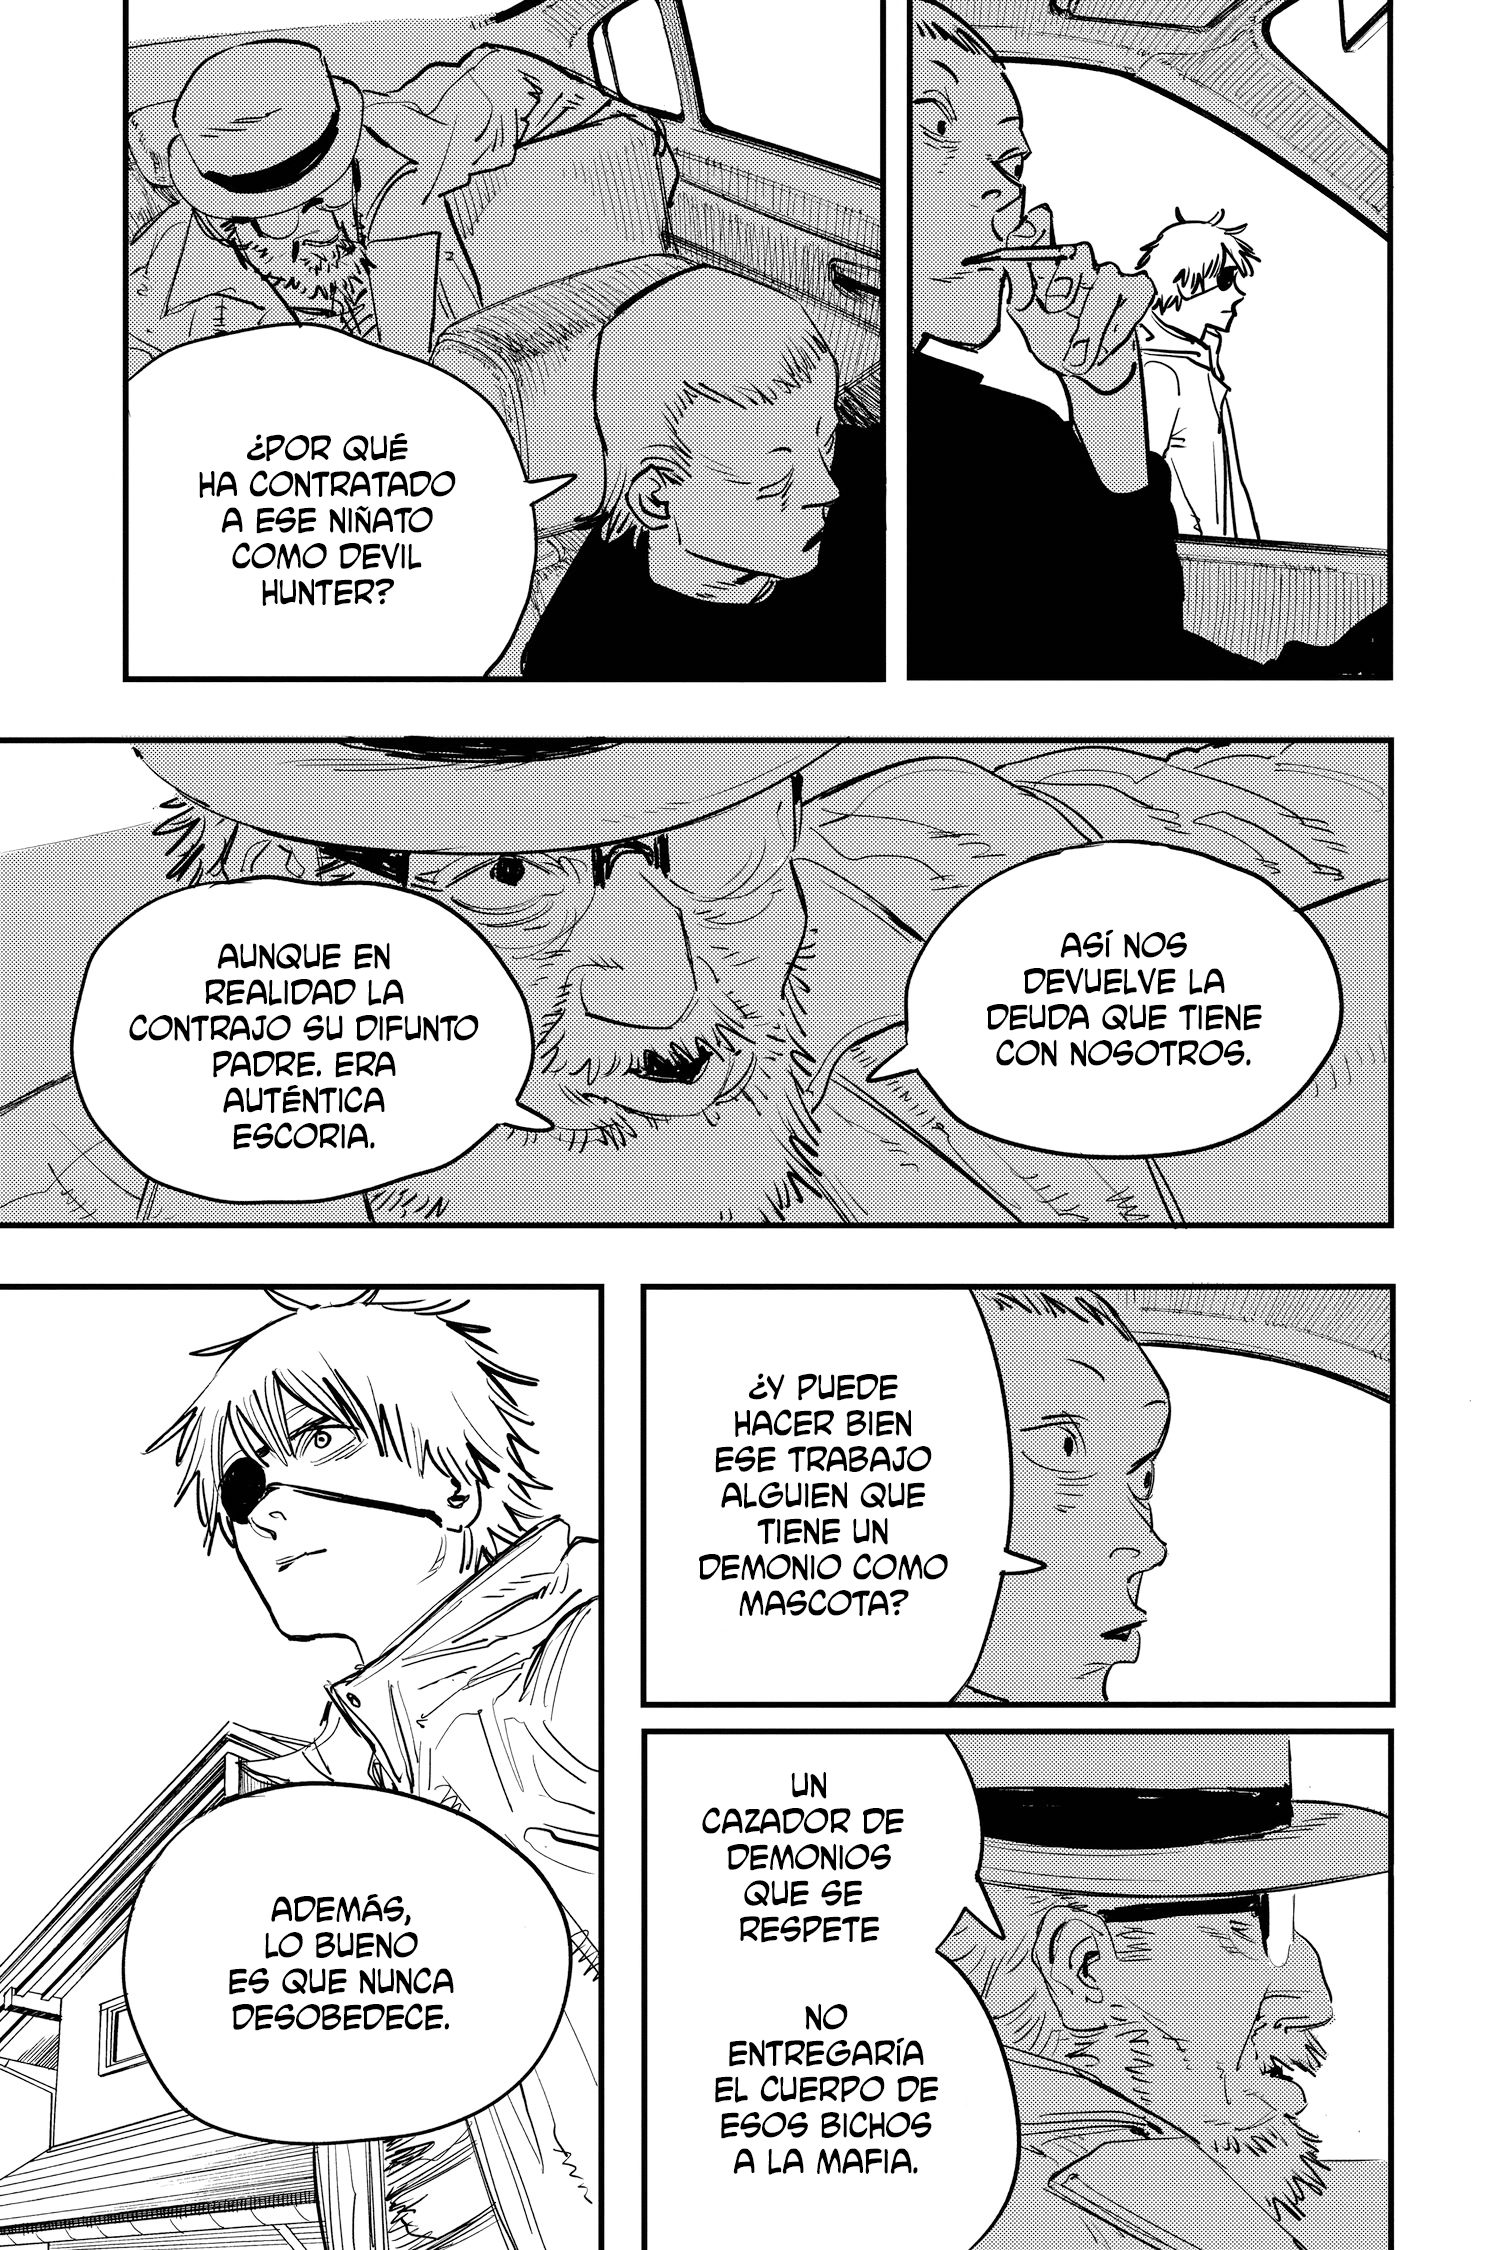 ¿POR QUÉ
HA CONTRATADO
A ESE NIÑATO
COMO DEVIL
HUNTER?
ASÍ NOS
DEVUELVE LA
DEUDA QUE TIENE
CON NOSOTROS.
AUNQUE EN
REALIDAD LA
CONTRAJO SU DIFUNTO
PADRE. ERA
AUTÉNTICA
ESCORIA.
¿Y PUEDE
HACER BIEN
ESE TRABAJO
ALGUIEN QUE
TIENE UN
DEMONIO COMO
MASCOTA?
UN
CAZADOR DE
DEMONIOS
QUE SE
RESPETE
NO
ENTREGARÍA
EL CUERPO DE
ESOS BICHOS
A LA MAFIA.
ADEMÁS,
LO BUENO
ES QUE NUNCA
DESOBEDECE.